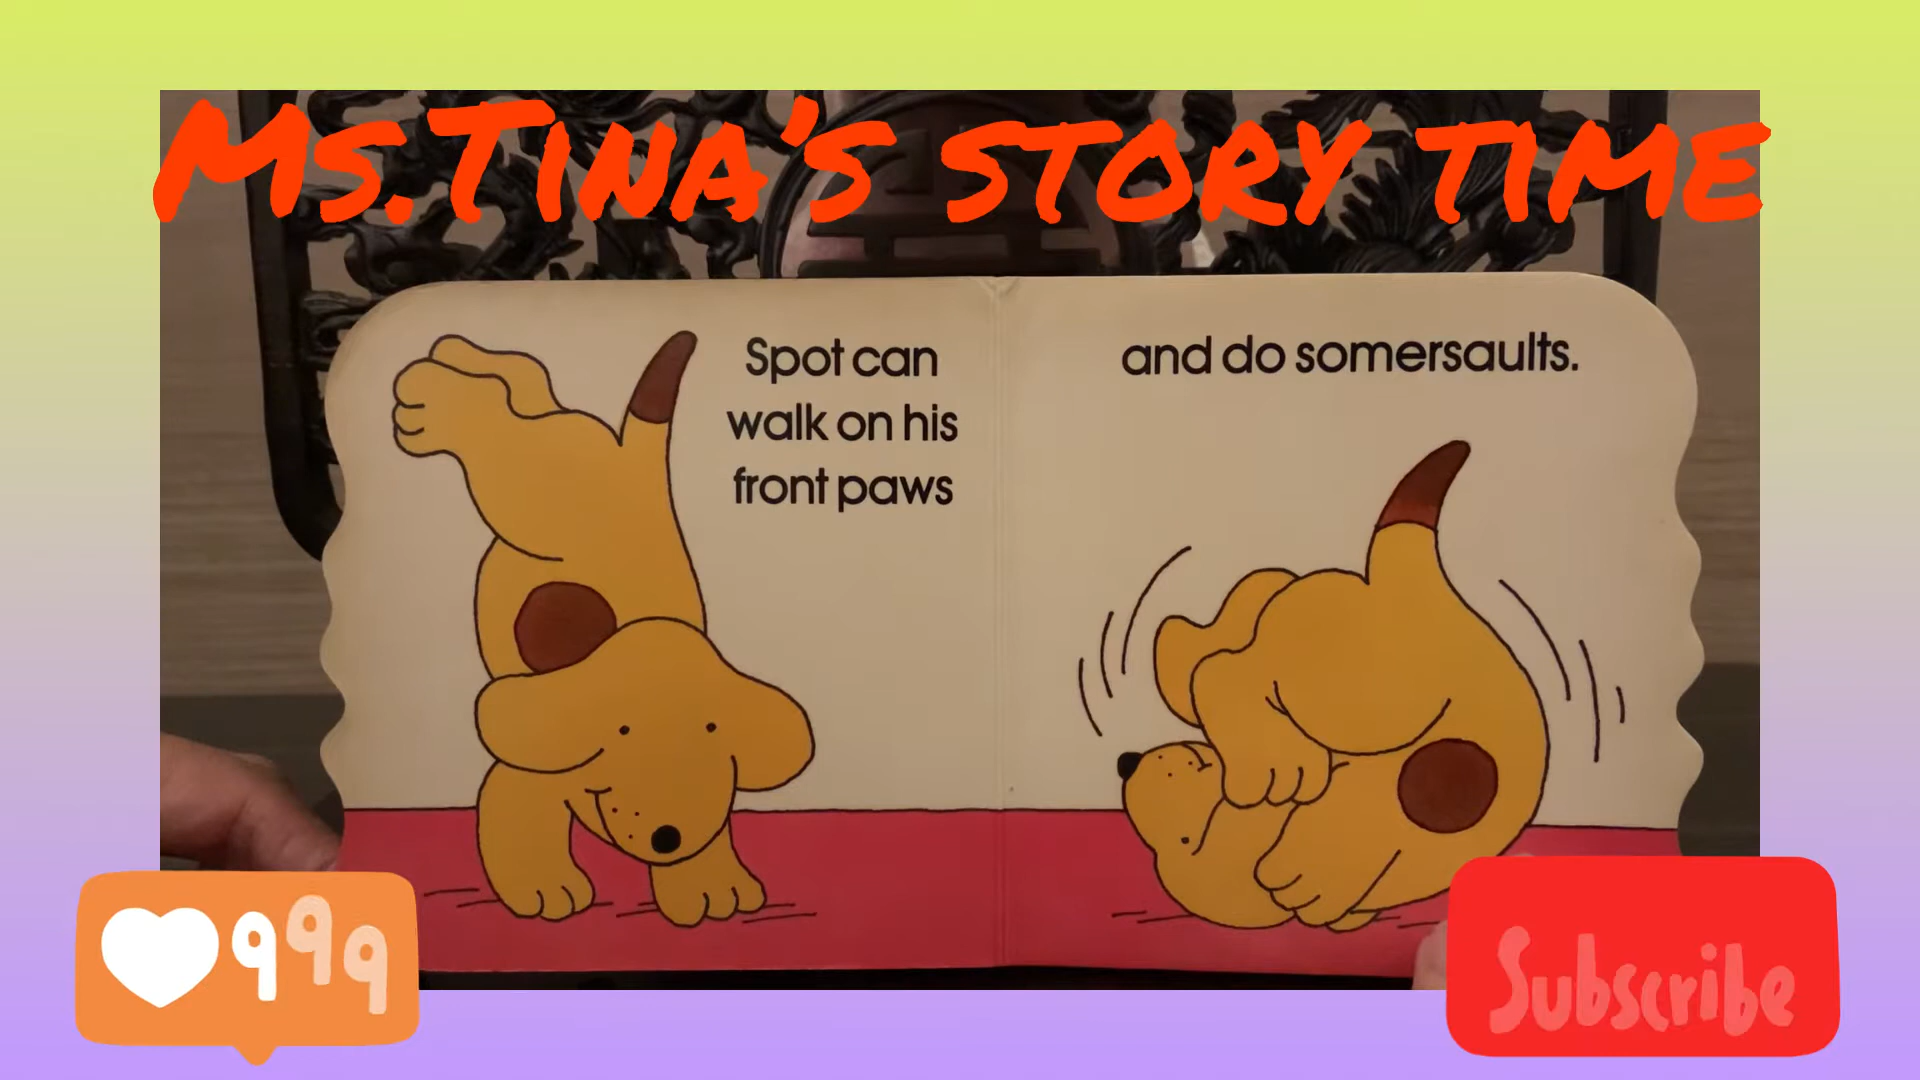 Ms.Tina's story time
Spot can
walk on his
front paws
and do somersaults.
999
Subscribe